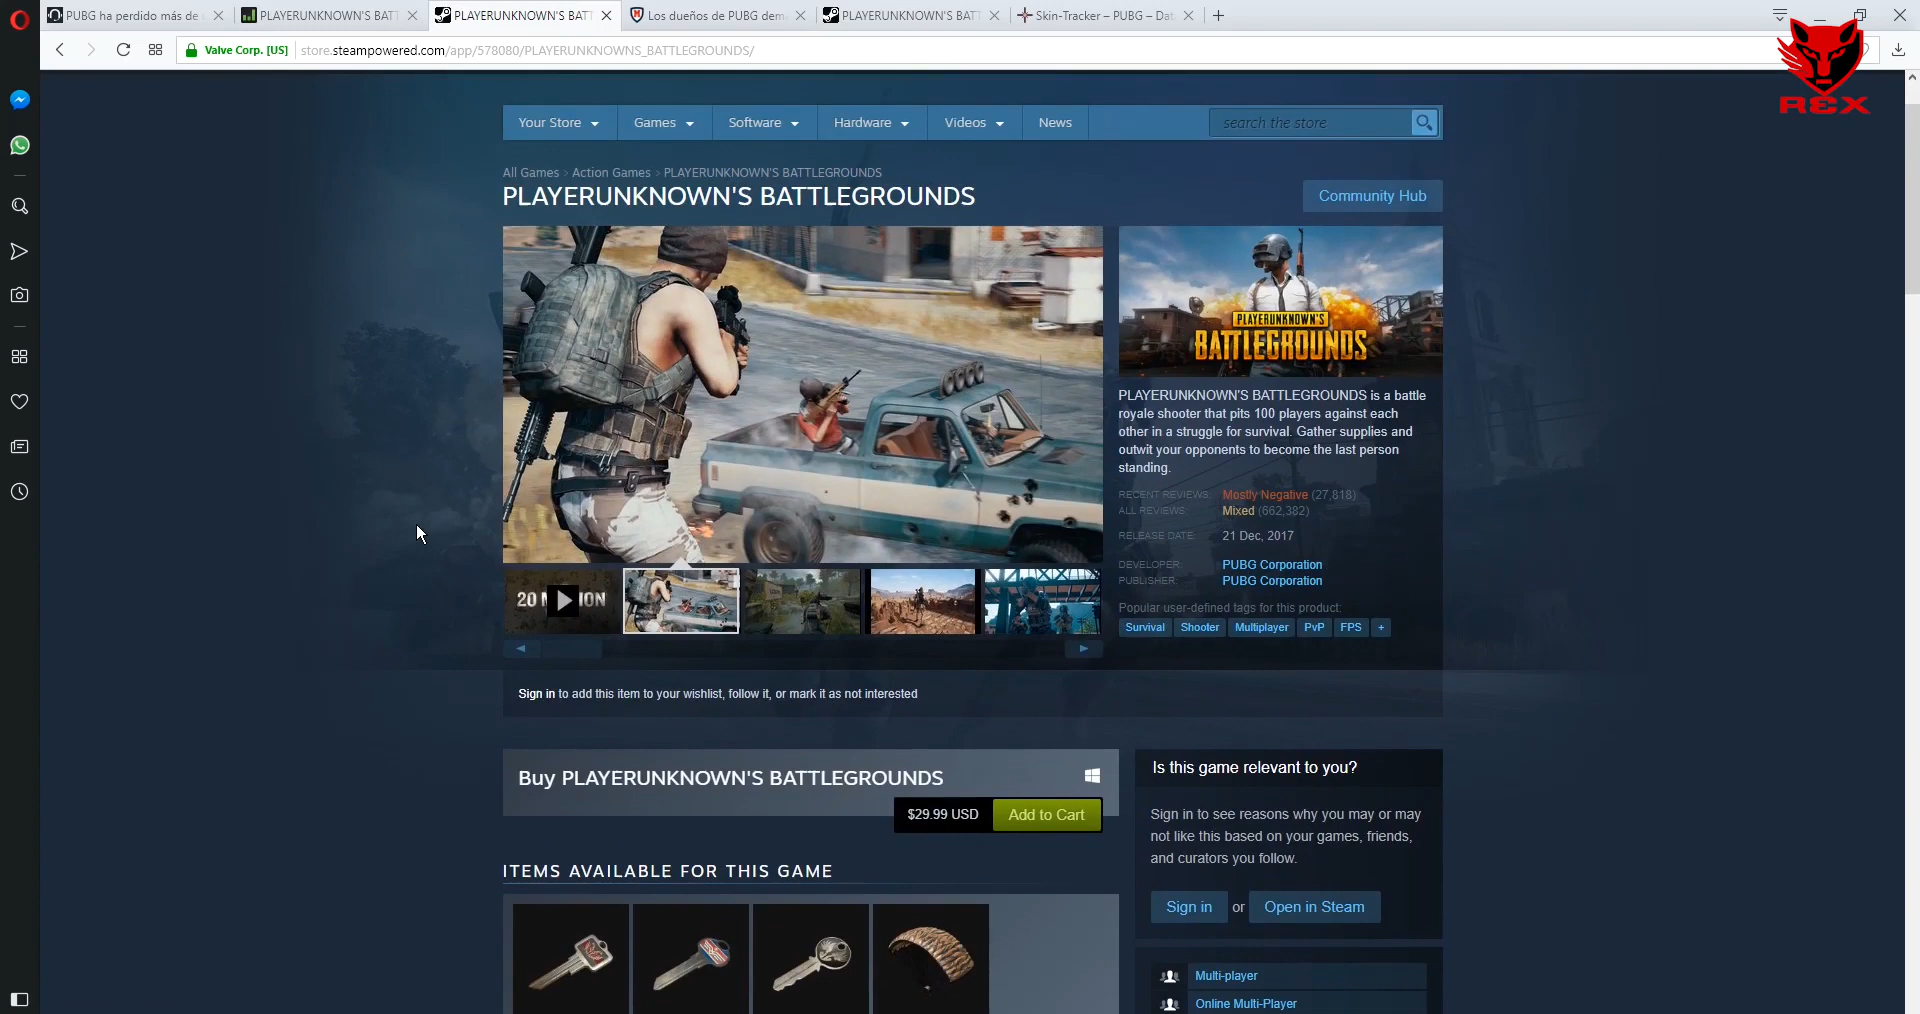 PUBG ha perdido más de
PLAYERUNKNOWN'S BATT
PLAYERUNKNOWN'S BATT
Los dueños de PUBG dem
PLAYERUNKNOWN'S BATT
Skin-Tracker – PUBG – Dat
Valve Corp. [US]
store.steampowered.com/app/578080/PLAYERUNKNOWNS_BATTLEGROUNDS/
REX
Your Store
Games
Software
Hardware
Videos
News
search the store
All Games > Action Games > PLAYERUNKNOWN'S BATTLEGROUNDS
PLAYERUNKNOWN'S BATTLEGROUNDS
Community Hub
PLAYERUNKNOWN'S
BATTLEGROUNDS
PLAYERUNKNOWN'S BATTLEGROUNDS is a battle
royale shooter that pits 100 players against each
other in a struggle for survival. Gather supplies and
outwit your opponents to become the last person
standing.
RECENT REVIEWS: Mostly Negative (27,818)
ALL REVIEWS: Mixed (662,382)
RELEASE DATE: 21 Dec, 2017
DEVELOPER: PUBG Corporation
PUBLISHER: PUBG Corporation
Popular user-defined tags for this product:
Survival Shooter Multiplayer PvP FPS +
Sign in to add this item to your wishlist, follow it, or mark it as not interested
Buy PLAYERUNKNOWN'S BATTLEGROUNDS
$29.99 USD
Add to Cart
Is this game relevant to you?
Sign in to see reasons why you may or may
not like this based on your games, friends,
and curators you follow.
Sign in or Open in Steam
ITEMS AVAILABLE FOR THIS GAME
Multi-player
Online Multi-Player